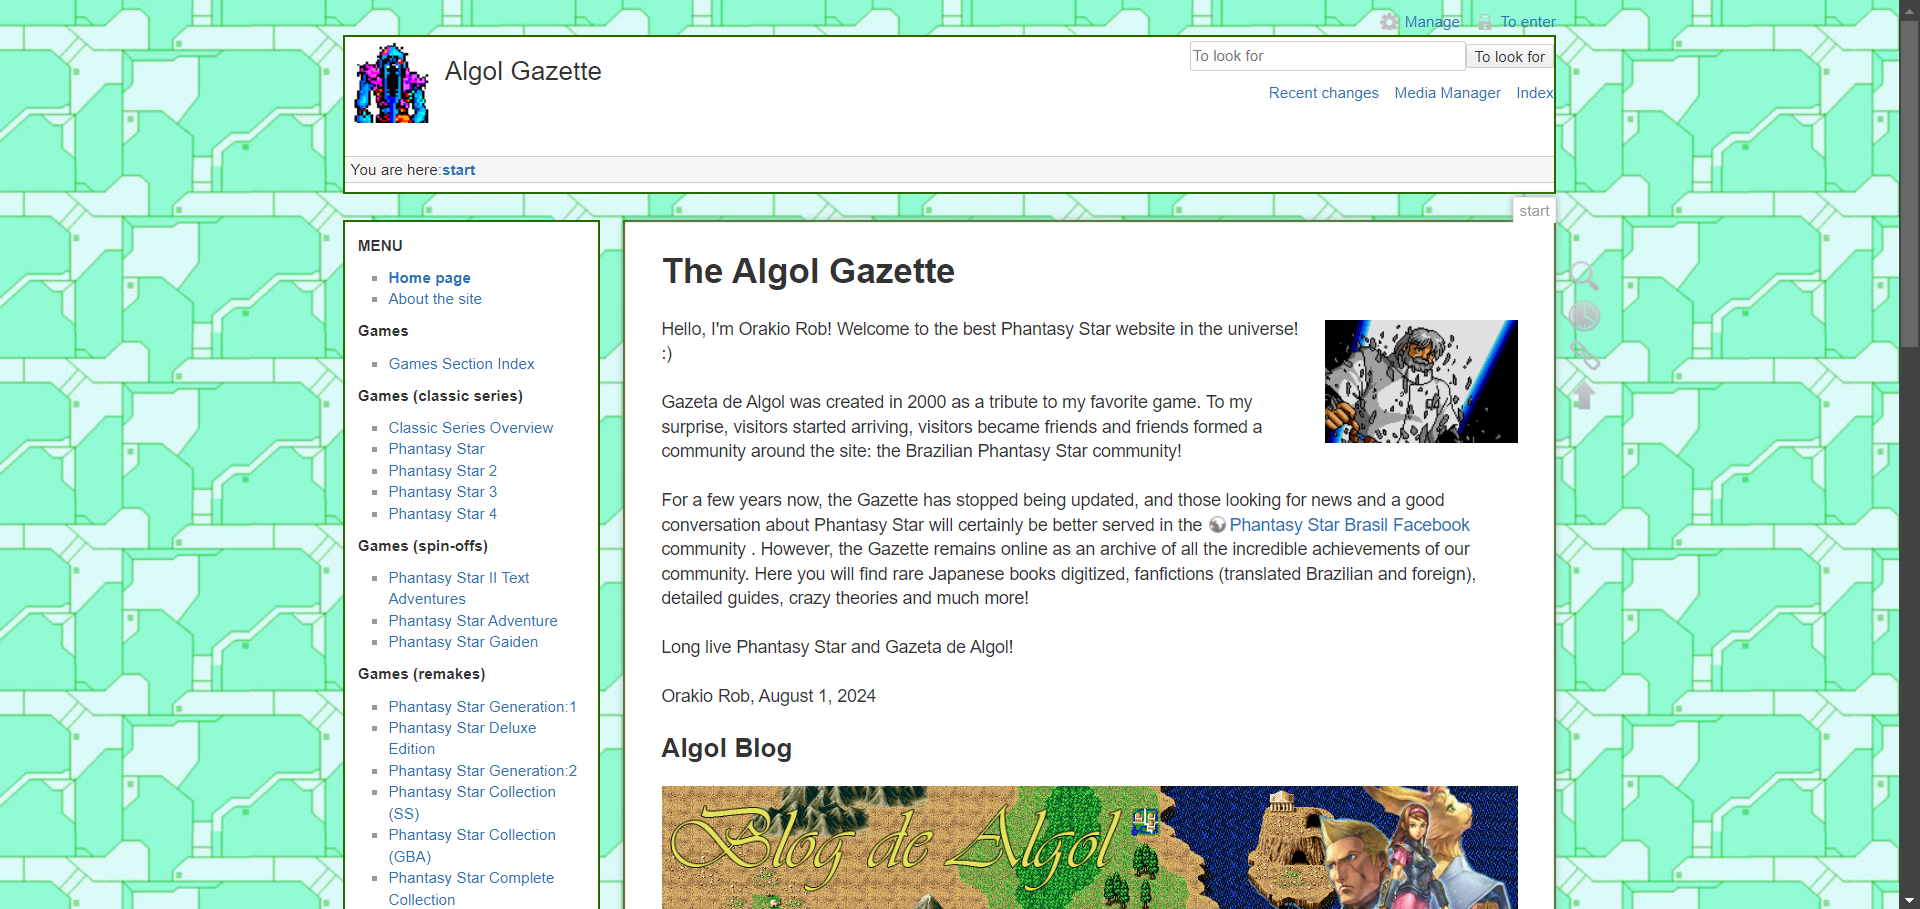 Manage To enter
Algol Gazette
To look for To look for
Recent changes Media Manager Index
You are here:start
start
MENU
Home page
About the site
Games
Games Section Index
Games (classic series)
Classic Series Overview
Phantasy Star
Phantasy Star 2
Phantasy Star 3
Phantasy Star 4
Games (spin-offs)
Phantasy Star II Text
Adventures
Phantasy Star Adventure
Phantasy Star Gaiden
Games (remakes)
Phantasy Star Generation:1
Phantasy Star Deluxe
Edition
Phantasy Star Generation:2
Phantasy Star Collection
(SS)
Phantasy Star Collection
(GBA)
Phantasy Star Complete
Collection
The Algol Gazette
Hello, I'm Orakio Rob! Welcome to the best Phantasy Star website in the universe!
:)
Gazeta de Algol was created in 2000 as a tribute to my favorite game. To my
surprise, visitors started arriving, visitors became friends and friends formed a
community around the site: the Brazilian Phantasy Star community!
For a few years now, the Gazette has stopped being updated, and those looking for news and a good
conversation about Phantasy Star will certainly be better served in the Phantasy Star Brasil Facebook
community . However, the Gazette remains online as an archive of all the incredible achievements of our
community. Here you will find rare Japanese books digitized, fanfictions (translated Brazilian and foreign),
detailed guides, crazy theories and much more!
Long live Phantasy Star and Gazeta de Algol!
Orakio Rob, August 1, 2024
Algol Blog
Blog de Algol